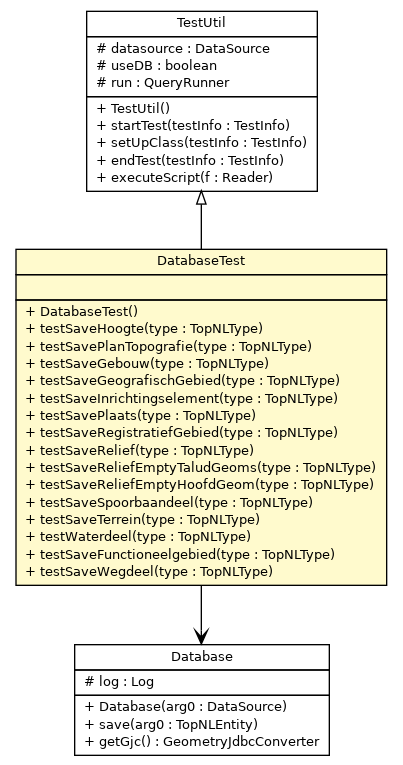 TestUtil
# datasource : DataSource
# useDB : boolean
# run : QueryRunner
+ TestUtil()
+ startTest(testInfo : TestInfo)
+ setUpClass(testInfo : TestInfo)
+ endTest(testInfo : TestInfo)
+ executeScript(f : Reader)
DatabaseTest
+ DatabaseTest()
+ testSaveHoogte(type : TopNLType)
+ testSavePlanTopografie(type : TopNLType)
+ testSaveGebouw(type : TopNLType)
+ testSaveGeografischGebied(type : TopNLType)
+ testSaveInrichtingselement(type : TopNLType)
+ testSavePlaats(type : TopNLType)
+ testSaveRegistratiefGebied(type : TopNLType)
+ testSaveRelief(type : TopNLType)
+ testSaveReliefEmptyTaludGeoms(type : TopNLType)
+ testSaveReliefEmptyHoofdGeom(type : TopNLType)
+ testSaveSpoorbaandeel(type : TopNLType)
+ testSaveTerrein(type : TopNLType)
+ testWaterdeel(type : TopNLType)
+ testSaveFunctioneelgebied(type : TopNLType)
+ testSaveWegdeel(type : TopNLType)
Database
# log : Log
+ Database(arg0 : DataSource)
+ save(arg0 : TopNLEntity)
+ getGjc() : GeometryJdbcConverter